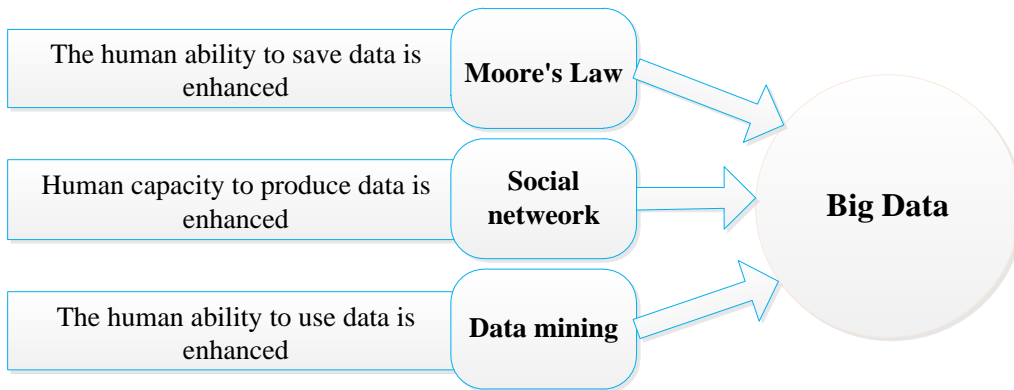 The human ability to save data is
enhanced
Moore's Law
Human capacity to produce data is
enhanced
Social
netweork
Big Data
The human ability to use data is
enhanced
Data mining